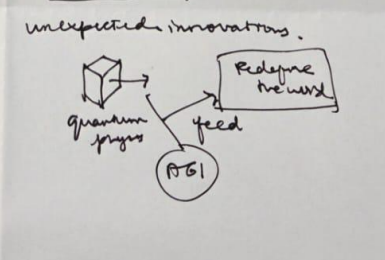 unexpected innovations.
Redefine
the world
quantum
physics
feed
AGI